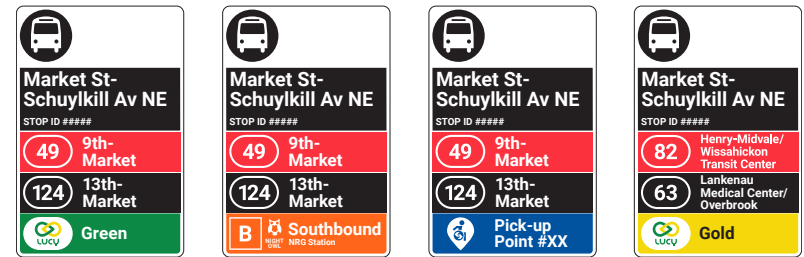 Market St-
Schuylkill Av NE
STOP ID #####
49 9th-
Market
124 13th-
Market
LUCY Green
Market St-
Schuylkill Av NE
STOP ID #####
49 9th-
Market
124 13th-
Market
B NIGHT OWL Southbound
NRG Station
Market St-
Schuylkill Av NE
STOP ID #####
49 9th-
Market
124 13th-
Market
Pick-up
Point #XX
Market St-
Schuylkill Av NE
STOP ID #####
82 Henry-Midvale/
Wissahickon
Transit Center
63 Lankenau
Medical Center/
Overbrook
LUCY Gold